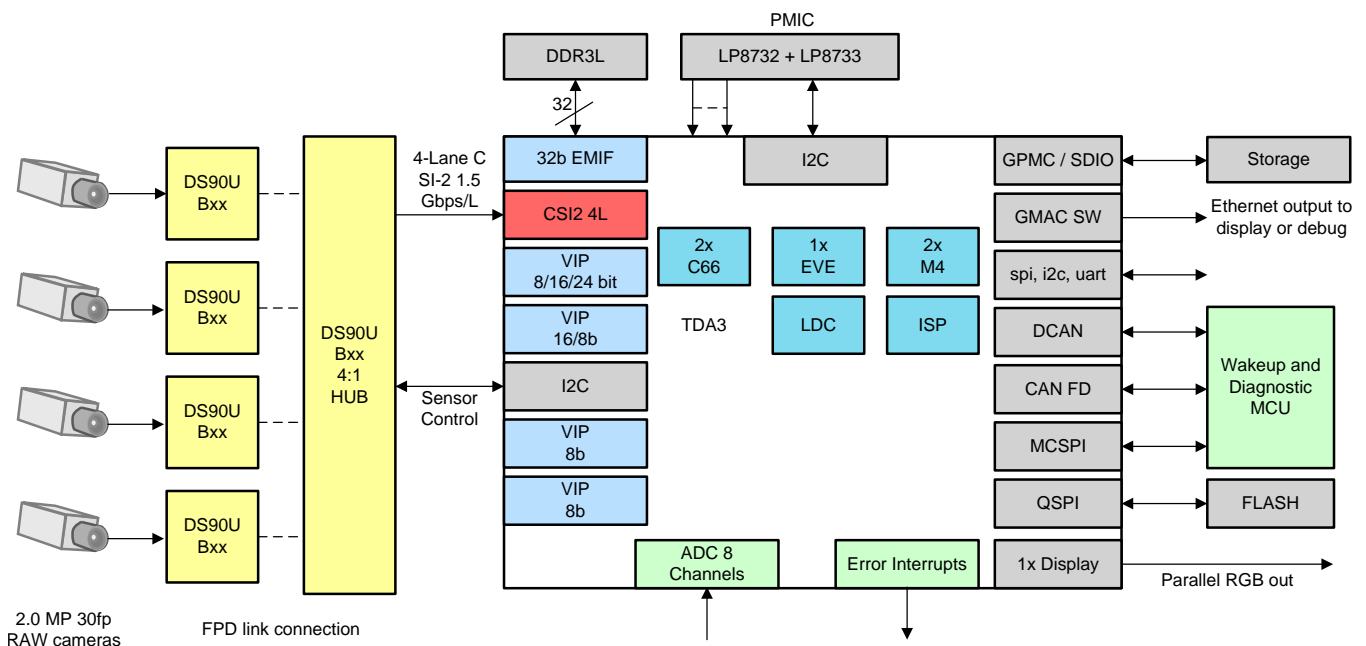 PMIC
DDR3L
LP8732 + LP8733
32
4-Lane C
SI-2 1.5
Gbps/L
32b EMIF
I2C
GPMC / SDIO
Storage
DS90U
Bxx
CSI2 4L
GMAC SW
Ethernet output to
display or debug
2x
C66
1x
EVE
2x
M4
VIP
8/16/24 bit
spi, i2c, uart
DS90U
Bxx
VIP
16/8b
TDA3
LDC
ISP
DCAN
DS90U
Bxx
4:1
HUB
Sensor
Control
I2C
CAN FD
Wakeup and
Diagnostic
MCU
DS90U
Bxx
VIP
8b
MCSPI
VIP
8b
QSPI
FLASH
DS90U
Bxx
ADC 8
Channels
Error Interrupts
1x Display
Parallel RGB out
2.0 MP 30fp
RAW cameras
FPD link connection